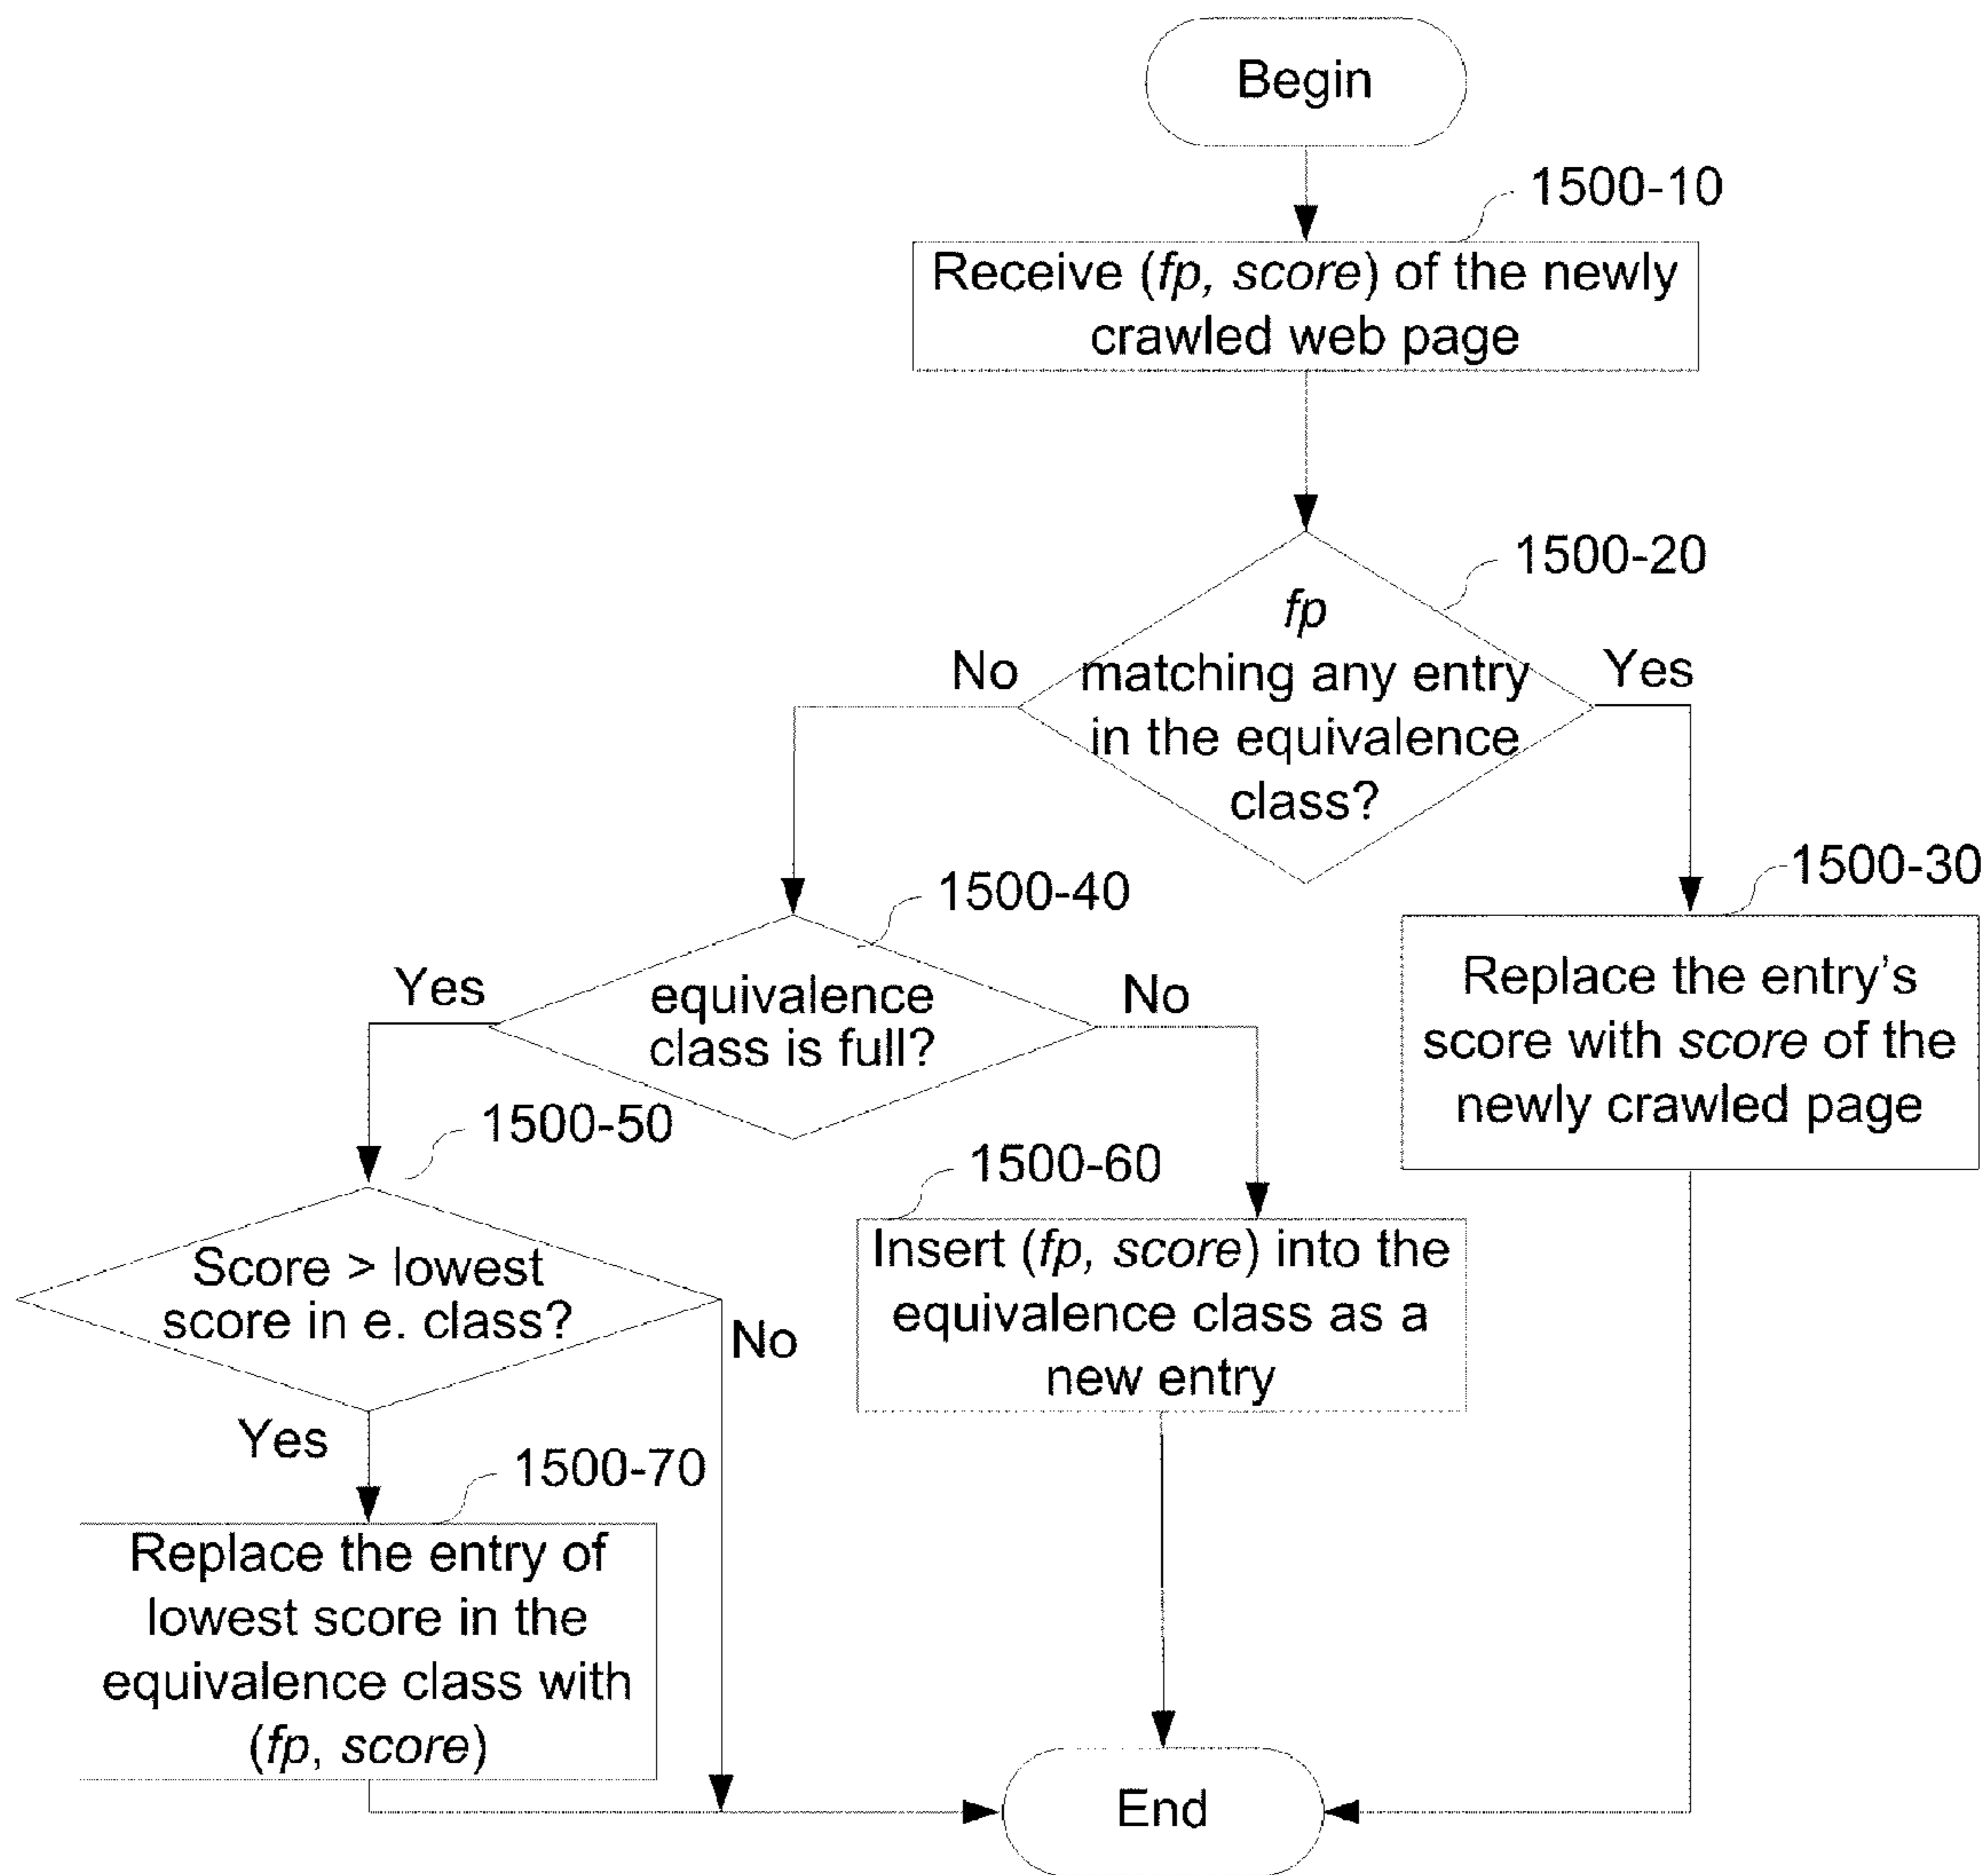 Begin
1500-10
Receive (fp, score) of the newly
crawled web page
1500-20
fp
matching any entry
in the equivalence
class?
No
Yes
1500-30
Replace the entry’s
score with score of the
newly crawled page
1500-40
equivalence
class is full?
Yes
No
1500-50
Score > lowest
score in e. class?
No
Yes
1500-60
Insert (fp, score) into the
equivalence class as a
new entry
1500-70
Replace the entry of
lowest score in the
equivalence class with
(fp, score)
End